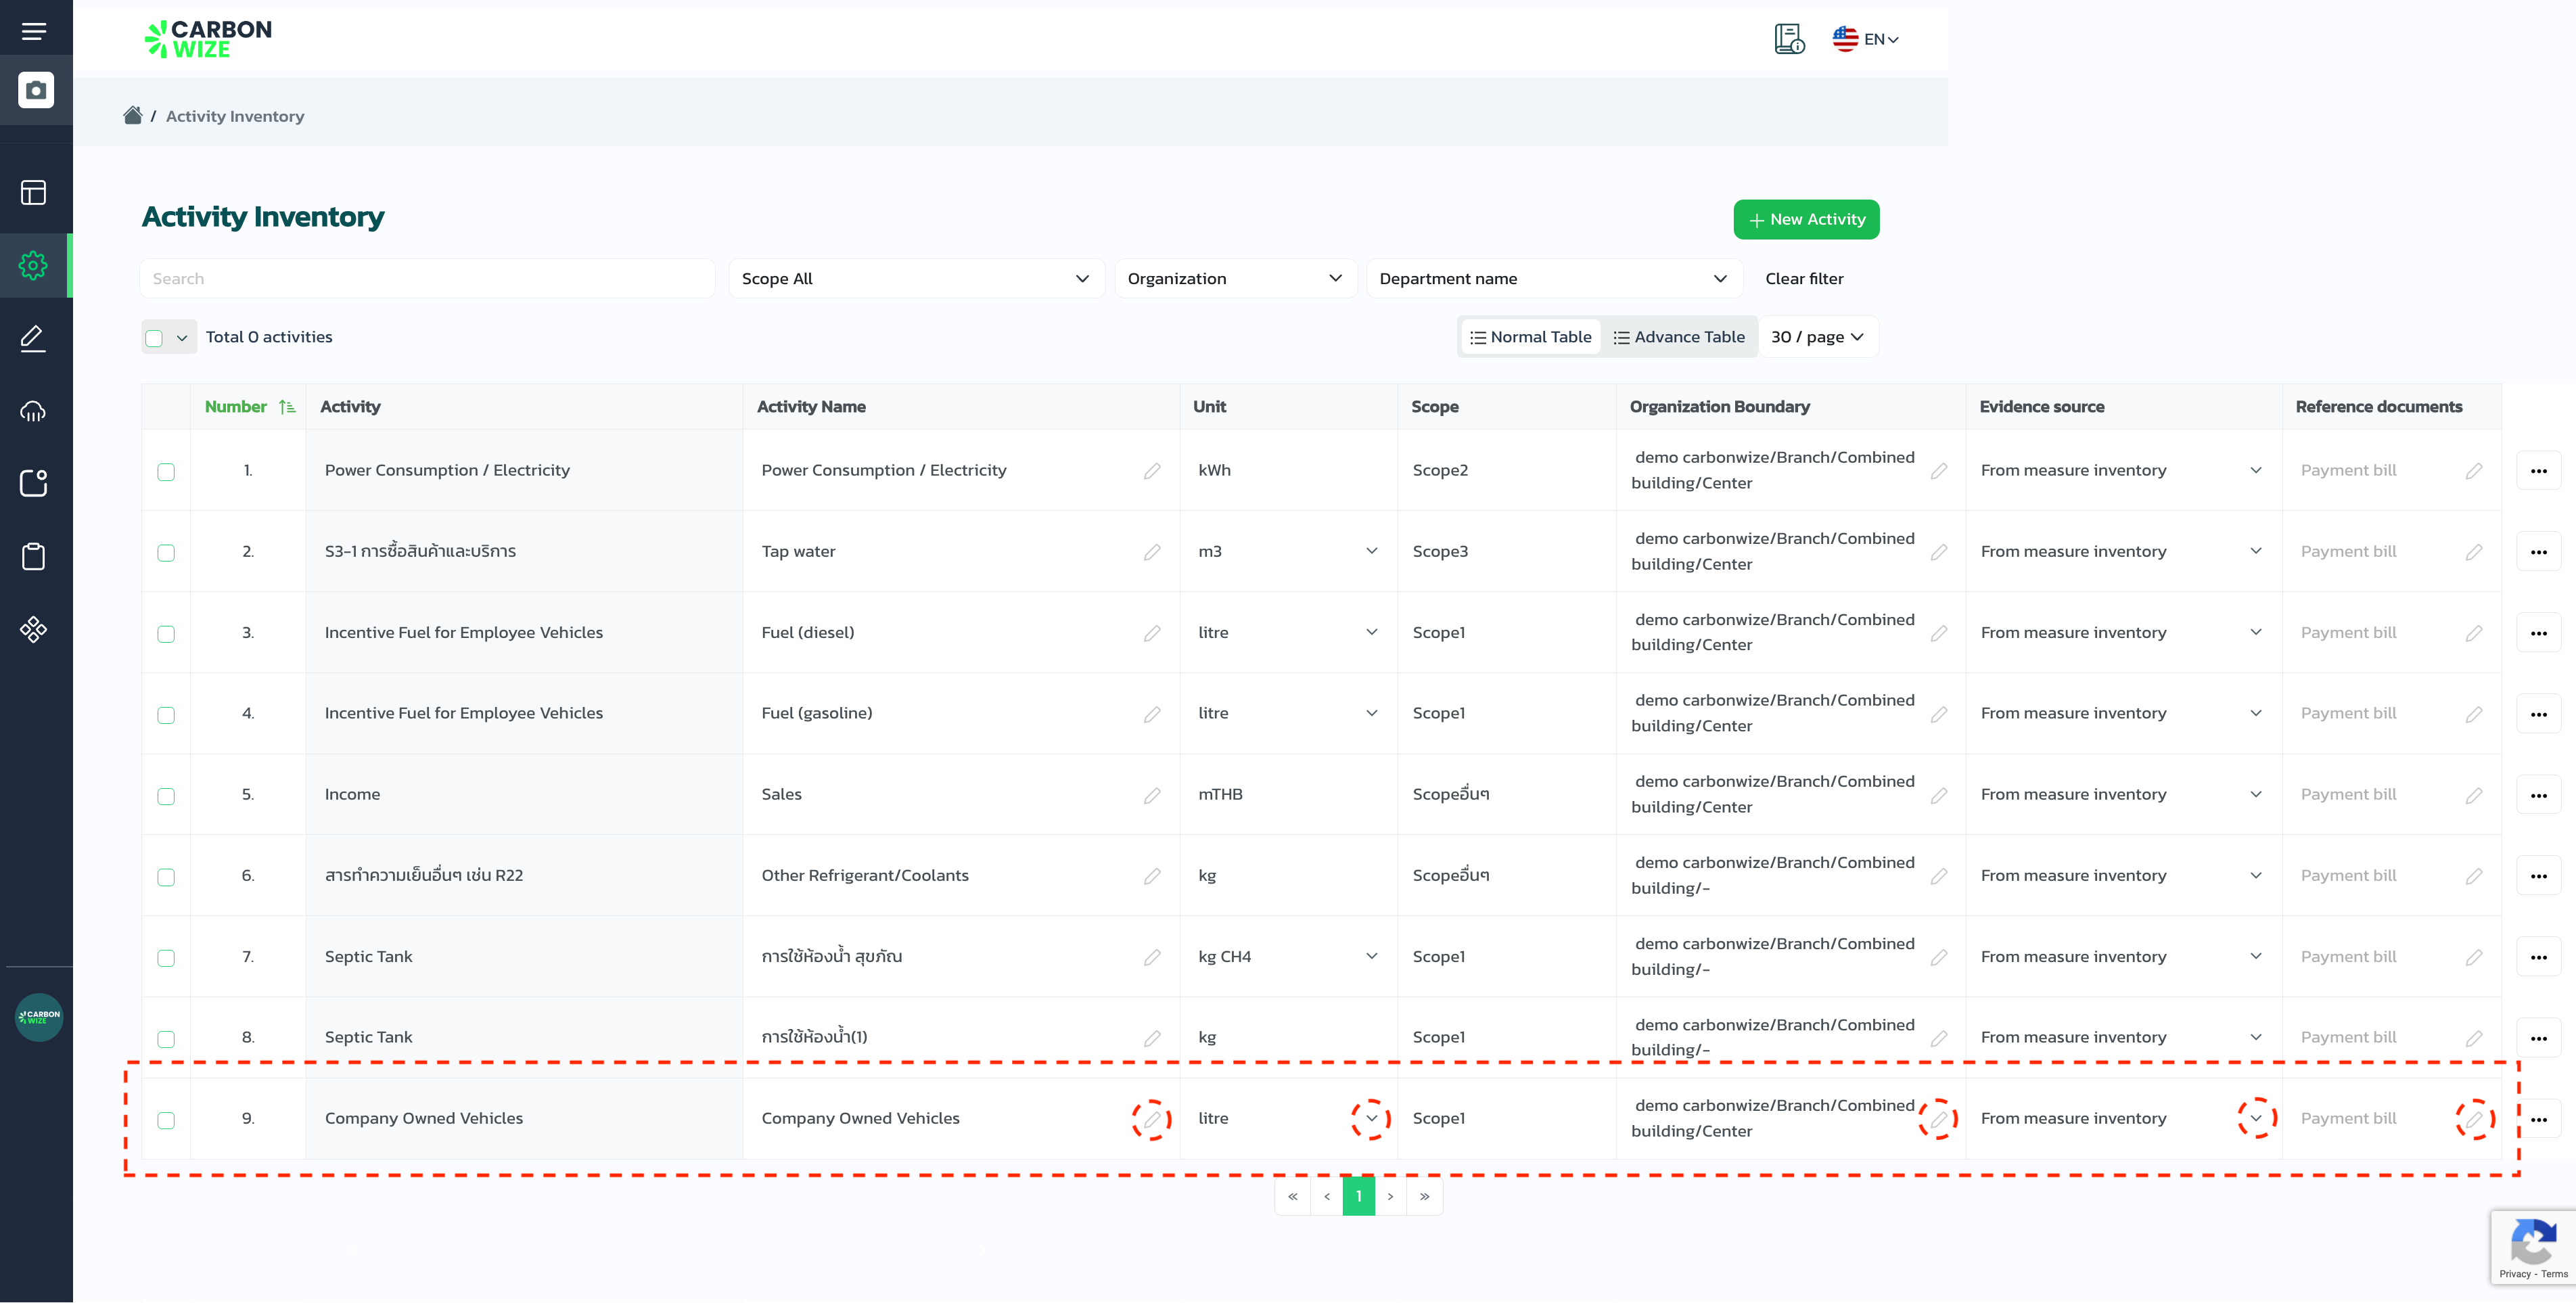 CARBON
WIZE
EN
/ Activity Inventory
Activity Inventory
New Activity
Search
Scope All
Organization
Department name
Clear filter
Total 0 activities
Normal Table
Advance Table
30 / page
Number Activity Activity Name Unit Scope Organization Boundary Evidence source Reference documents
1. Power Consumption / Electricity Power Consumption / Electricity kWh Scope2 demo carbonwize/Branch/Combined
building/Center
From measure inventory Payment bill
2. S3-1 การซื้อสินค้าและบริการ Tap water m3 Scope3 demo carbonwize/Branch/Combined
building/Center
From measure inventory Payment bill
3. Incentive Fuel for Employee Vehicles Fuel (diesel) litre Scope1 demo carbonwize/Branch/Combined
building/Center
From measure inventory Payment bill
4. Incentive Fuel for Employee Vehicles Fuel (gasoline) litre Scope1 demo carbonwize/Branch/Combined
building/Center
From measure inventory Payment bill
5. Income Sales mTHB Scopeอื่นๆ demo carbonwize/Branch/Combined
building/Center
From measure inventory Payment bill
6. สารทำความเย็นอื่นๆ เช่น R22 Other Refrigerant/Coolants kg Scopeอื่นๆ demo carbonwize/Branch/Combined
building/-
From measure inventory Payment bill
7. Septic Tank การใช้ห้องน้ำ สุขภัณ kg CH4 Scope1 demo carbonwize/Branch/Combined
building/-
From measure inventory Payment bill
8. Septic Tank การใช้ห้องน้ำ(1) kg Scope1 demo carbonwize/Branch/Combined
building/-
From measure inventory Payment bill
9. Company Owned Vehicles Company Owned Vehicles litre Scope1 demo carbonwize/Branch/Combined
building/Center
From measure inventory Payment bill
« ‹ 1 › »
CARBON
WIZE
Privacy - Terms